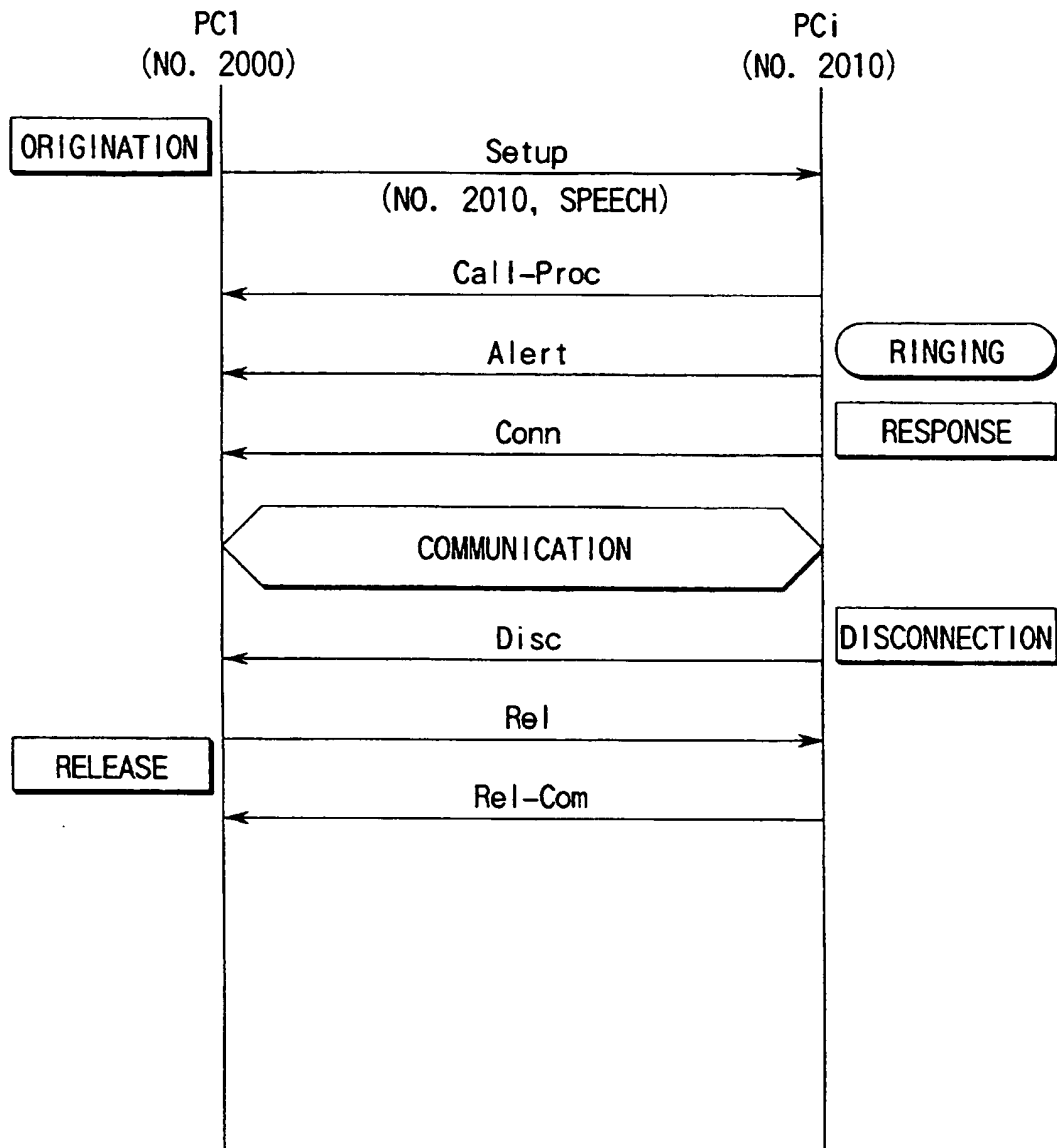 PC1
(NO. 2000)
PCi
(NO. 2010)
ORIGINATION
Setup
(NO. 2010, SPEECH)
Call-Proc
Alert
RINGING
Conn
RESPONSE
COMMUNICATION
Disc
DISCONNECTION
Rel
RELEASE
Rel-Com